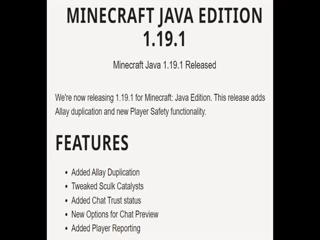 MINECRAFT JAVA EDITION
1.19.1
Minecraft Java 1.19.1 Released
We're now releasing 1.19.1 for Minecraft: Java Edition. This release adds
Allay duplication and new Player Safety functionality.
FEATURES
• Added Allay Duplication
• Tweaked Sculk Catalysts
• Added Chat Trust status
• New Options for Chat Preview
• Added Player Reporting